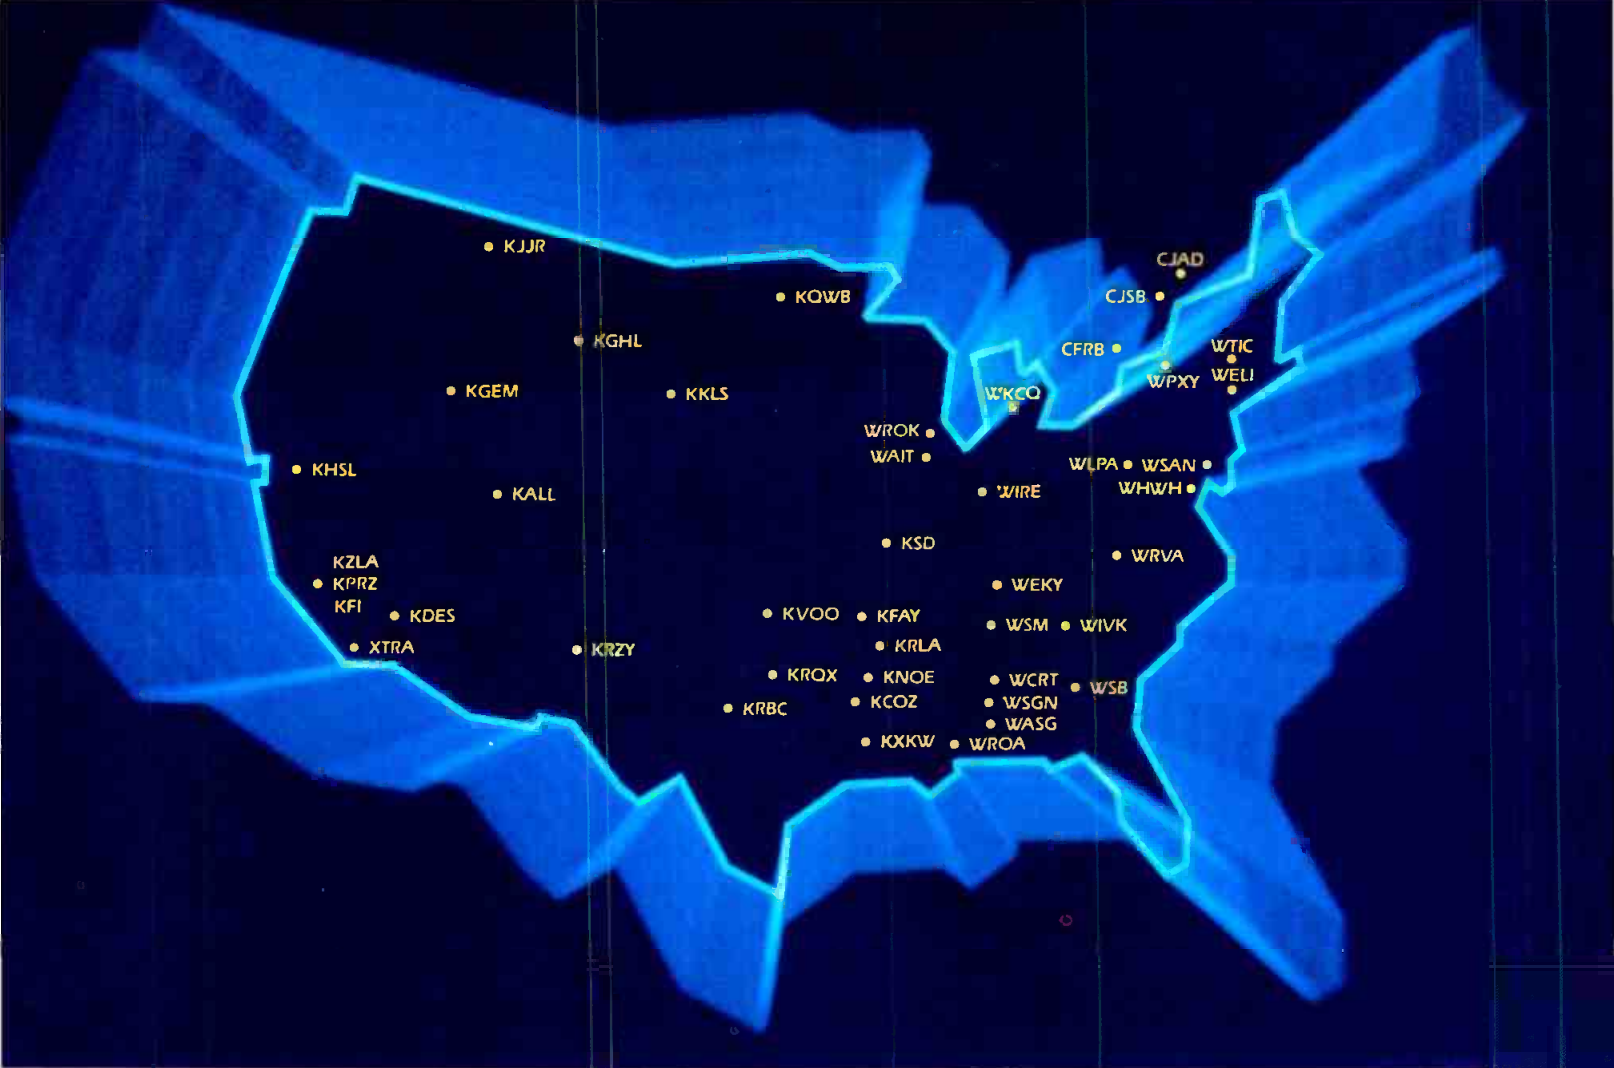 KJJR
CJAD
KQWB
CJSB
KGHL
CFRB
WTIC
WPXY
WELI
KGEM
KKLS
WKCQ
WROK
WAIT
WLPA
WSAN
KHSL
WHWH
KALL
WIRE
KSD
WRVA
KZLA
KPRZ
KFI
WEKY
KDES
KVOO
KFAY
WSM
WIVK
XTRA
KRZY
KRLA
KROX
KNOE
WCRT
WSB
KRBC
KCOZ
WSGN
WASG
KXKW
WROA